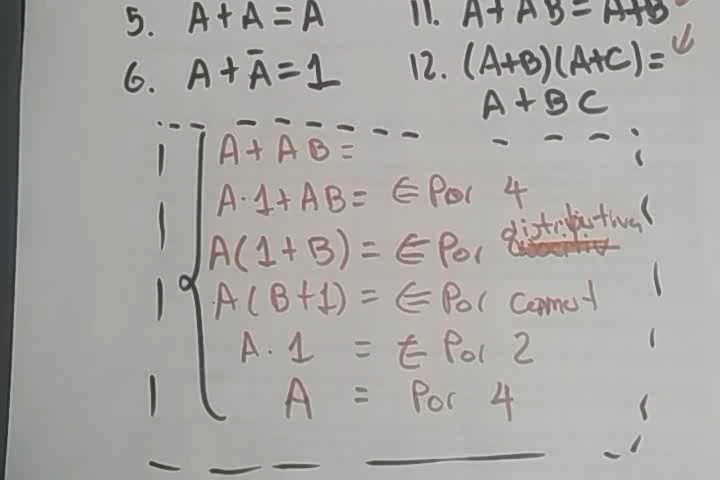 5. A+A=A
11. A+AB=A+B
6. A+Ā=1
12. (A+B)(A+C)=
A+BC
A+AB=
A·1+AB= ∈ Por 4
A(1+B)= ∈ Por distributiva
A(B+1) = ∈ Por conmut
A·1 = ∈ Por 2
A = Por 4